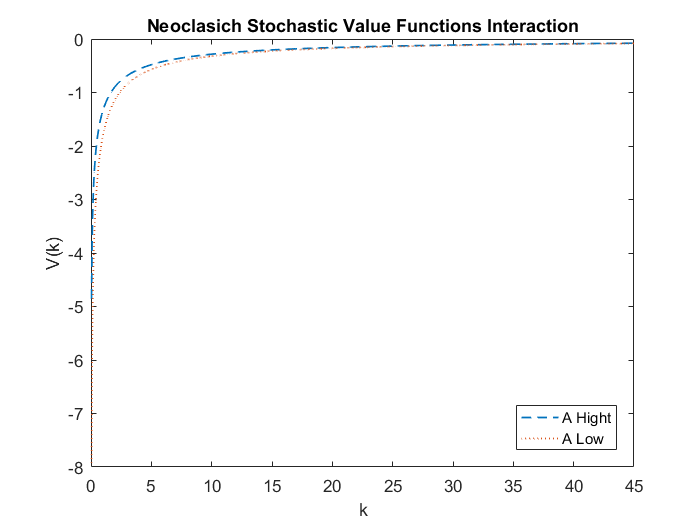 Neoclasich Stochastic Value Functions Interaction
0
-1
-2
-3
-4
-5
-6
-7
-8
V(k)
A Hight
A Low
0 5 10 15 20 25 30 35 40 45
k